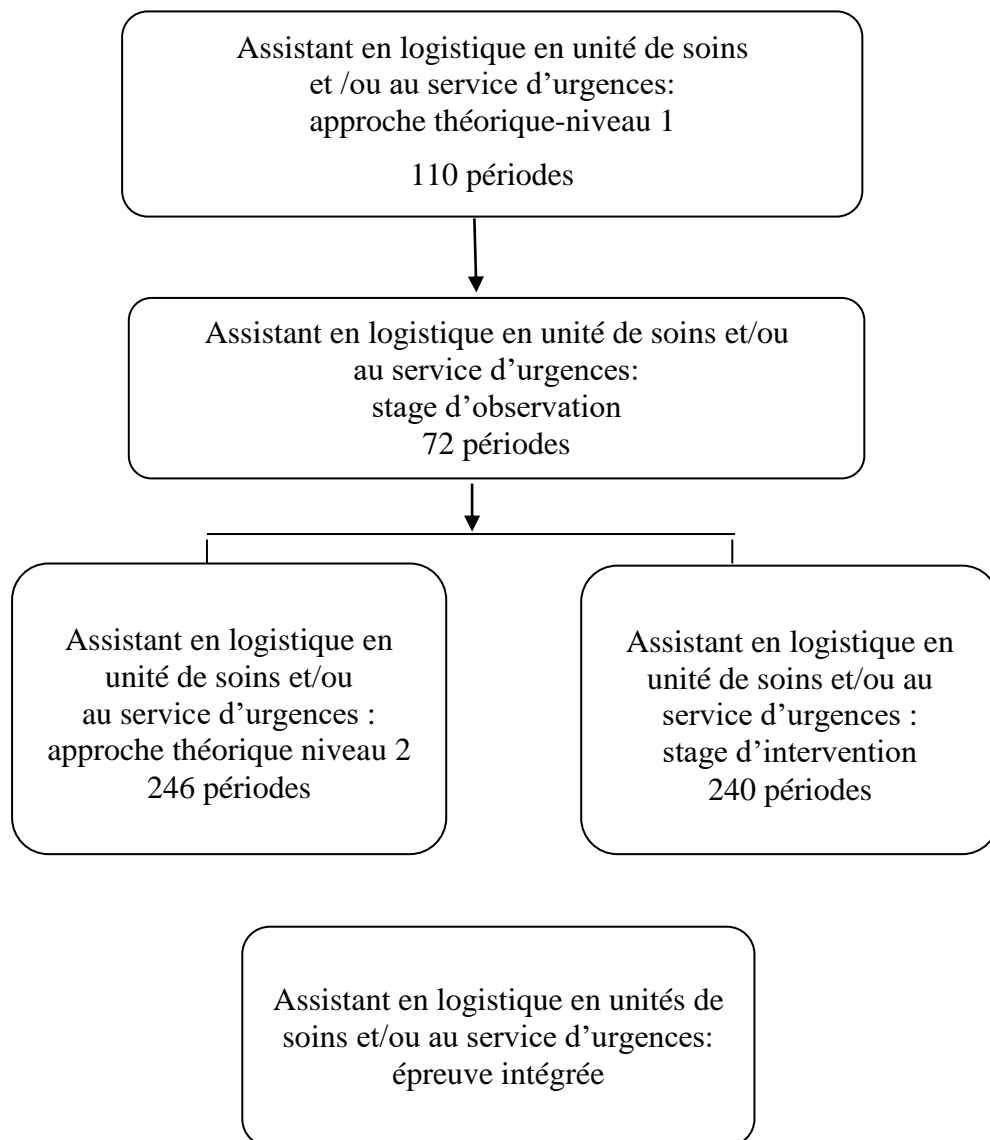 Assistant en logistique en unité de soins
et /ou au service d’urgences:
approche théorique-niveau 1
110 périodes
Assistant en logistique en unité de soins et/ou
au service d’urgences:
stage d’observation
72 périodes
Assistant en logistique en
unité de soins et/ou
au service d’urgences :
approche théorique niveau 2
246 périodes
Assistant en logistique en
unité de soins et/ou au
service d’urgences :
stage d’intervention
240 périodes
Assistant en logistique en unités de
soins et/ou au service d’urgences:
épreuve intégrée